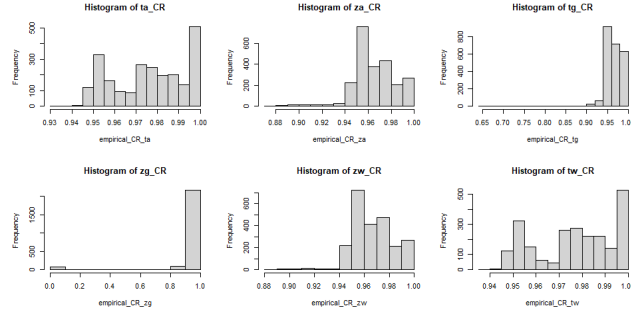 Histogram of ta_CR
Frequency
0 100 300 500
0.93 0.94 0.95 0.96 0.97 0.98 0.99 1.00
empirical_CR_ta
Histogram of za_CR
Frequency
0 200 400 600
0.88 0.90 0.92 0.94 0.96 0.98 1.00
empirical_CR_za
Histogram of tg_CR
Frequency
0 200 400 600 800
0.65 0.70 0.75 0.80 0.85 0.90 0.95 1.00
empirical_CR_tg
Histogram of zg_CR
Frequency
0 500 1500
0.0 0.2 0.4 0.6 0.8 1.0
empirical_CR_zg
Histogram of zw_CR
Frequency
0 200 400 600
0.88 0.90 0.92 0.94 0.96 0.98 1.00
empirical_CR_zw
Histogram of tw_CR
Frequency
0 100 300 500
0.94 0.95 0.96 0.97 0.98 0.99 1.00
empirical_CR_tw